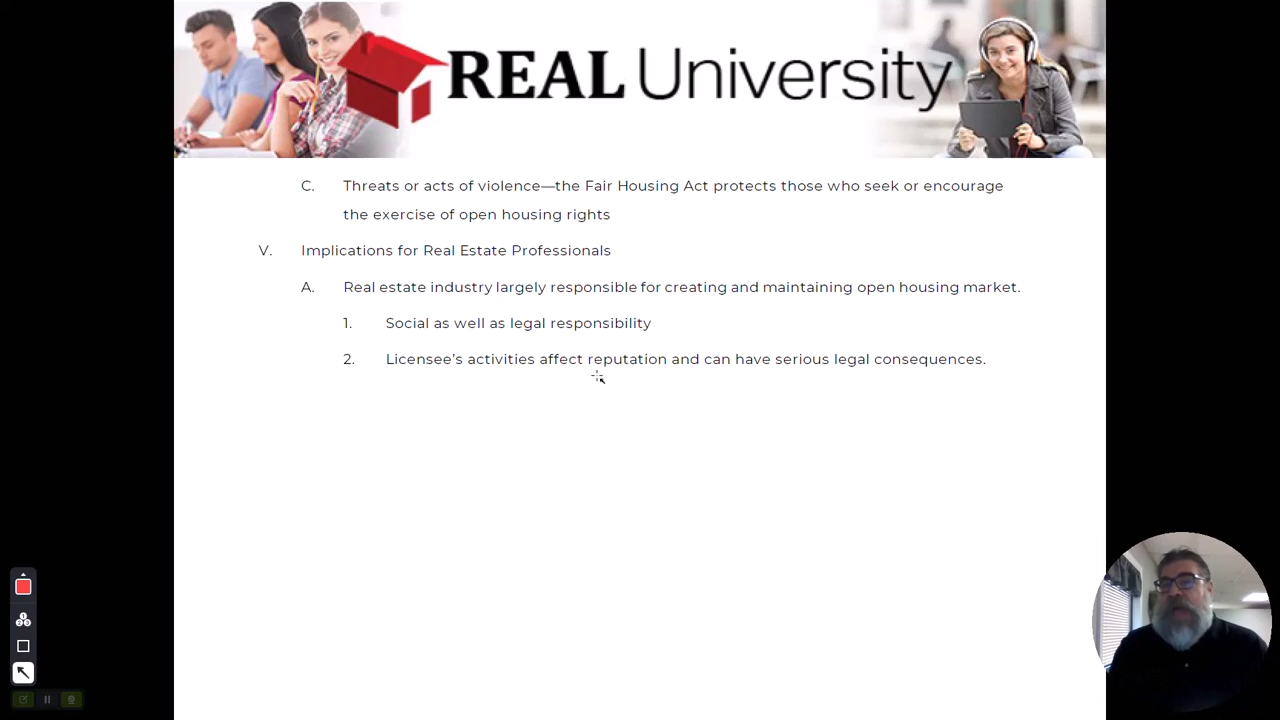 REAL University
C. Threats or acts of violence—the Fair Housing Act protects those who seek or encourage
the exercise of open housing rights
V. Implications for Real Estate Professionals
A. Real estate industry largely responsible for creating and maintaining open housing market.
1. Social as well as legal responsibility
2. Licensee’s activities affect reputation and can have serious legal consequences.